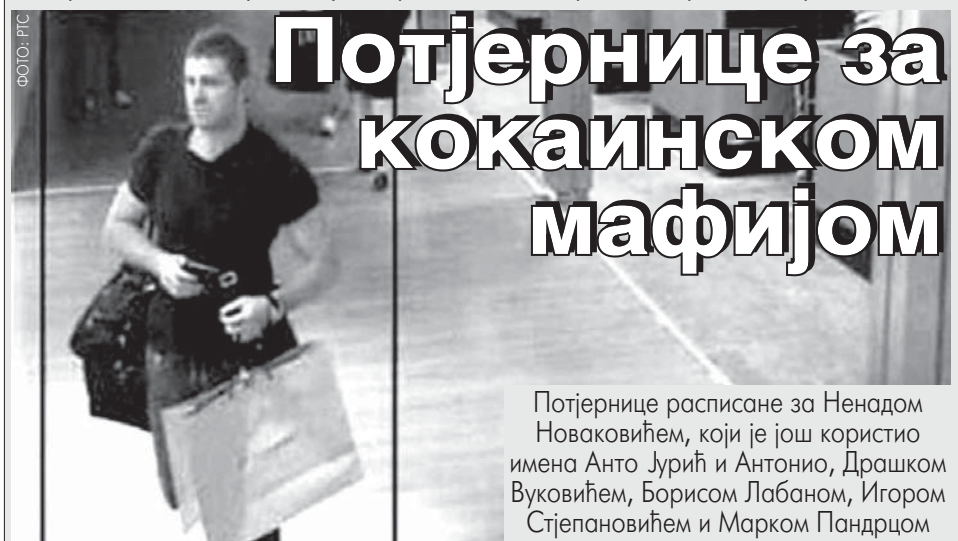 ФОТО: РТС
Потјернице за
кокаинском
мафијом
Потјернице расписане за Ненадом
Новаковићем, који је још користио
имена Анто Јурић и Антонио, Драшком
Вуковићем, Борисом Лабаном, Игором
Стјепановићем и Марком Пандрцом